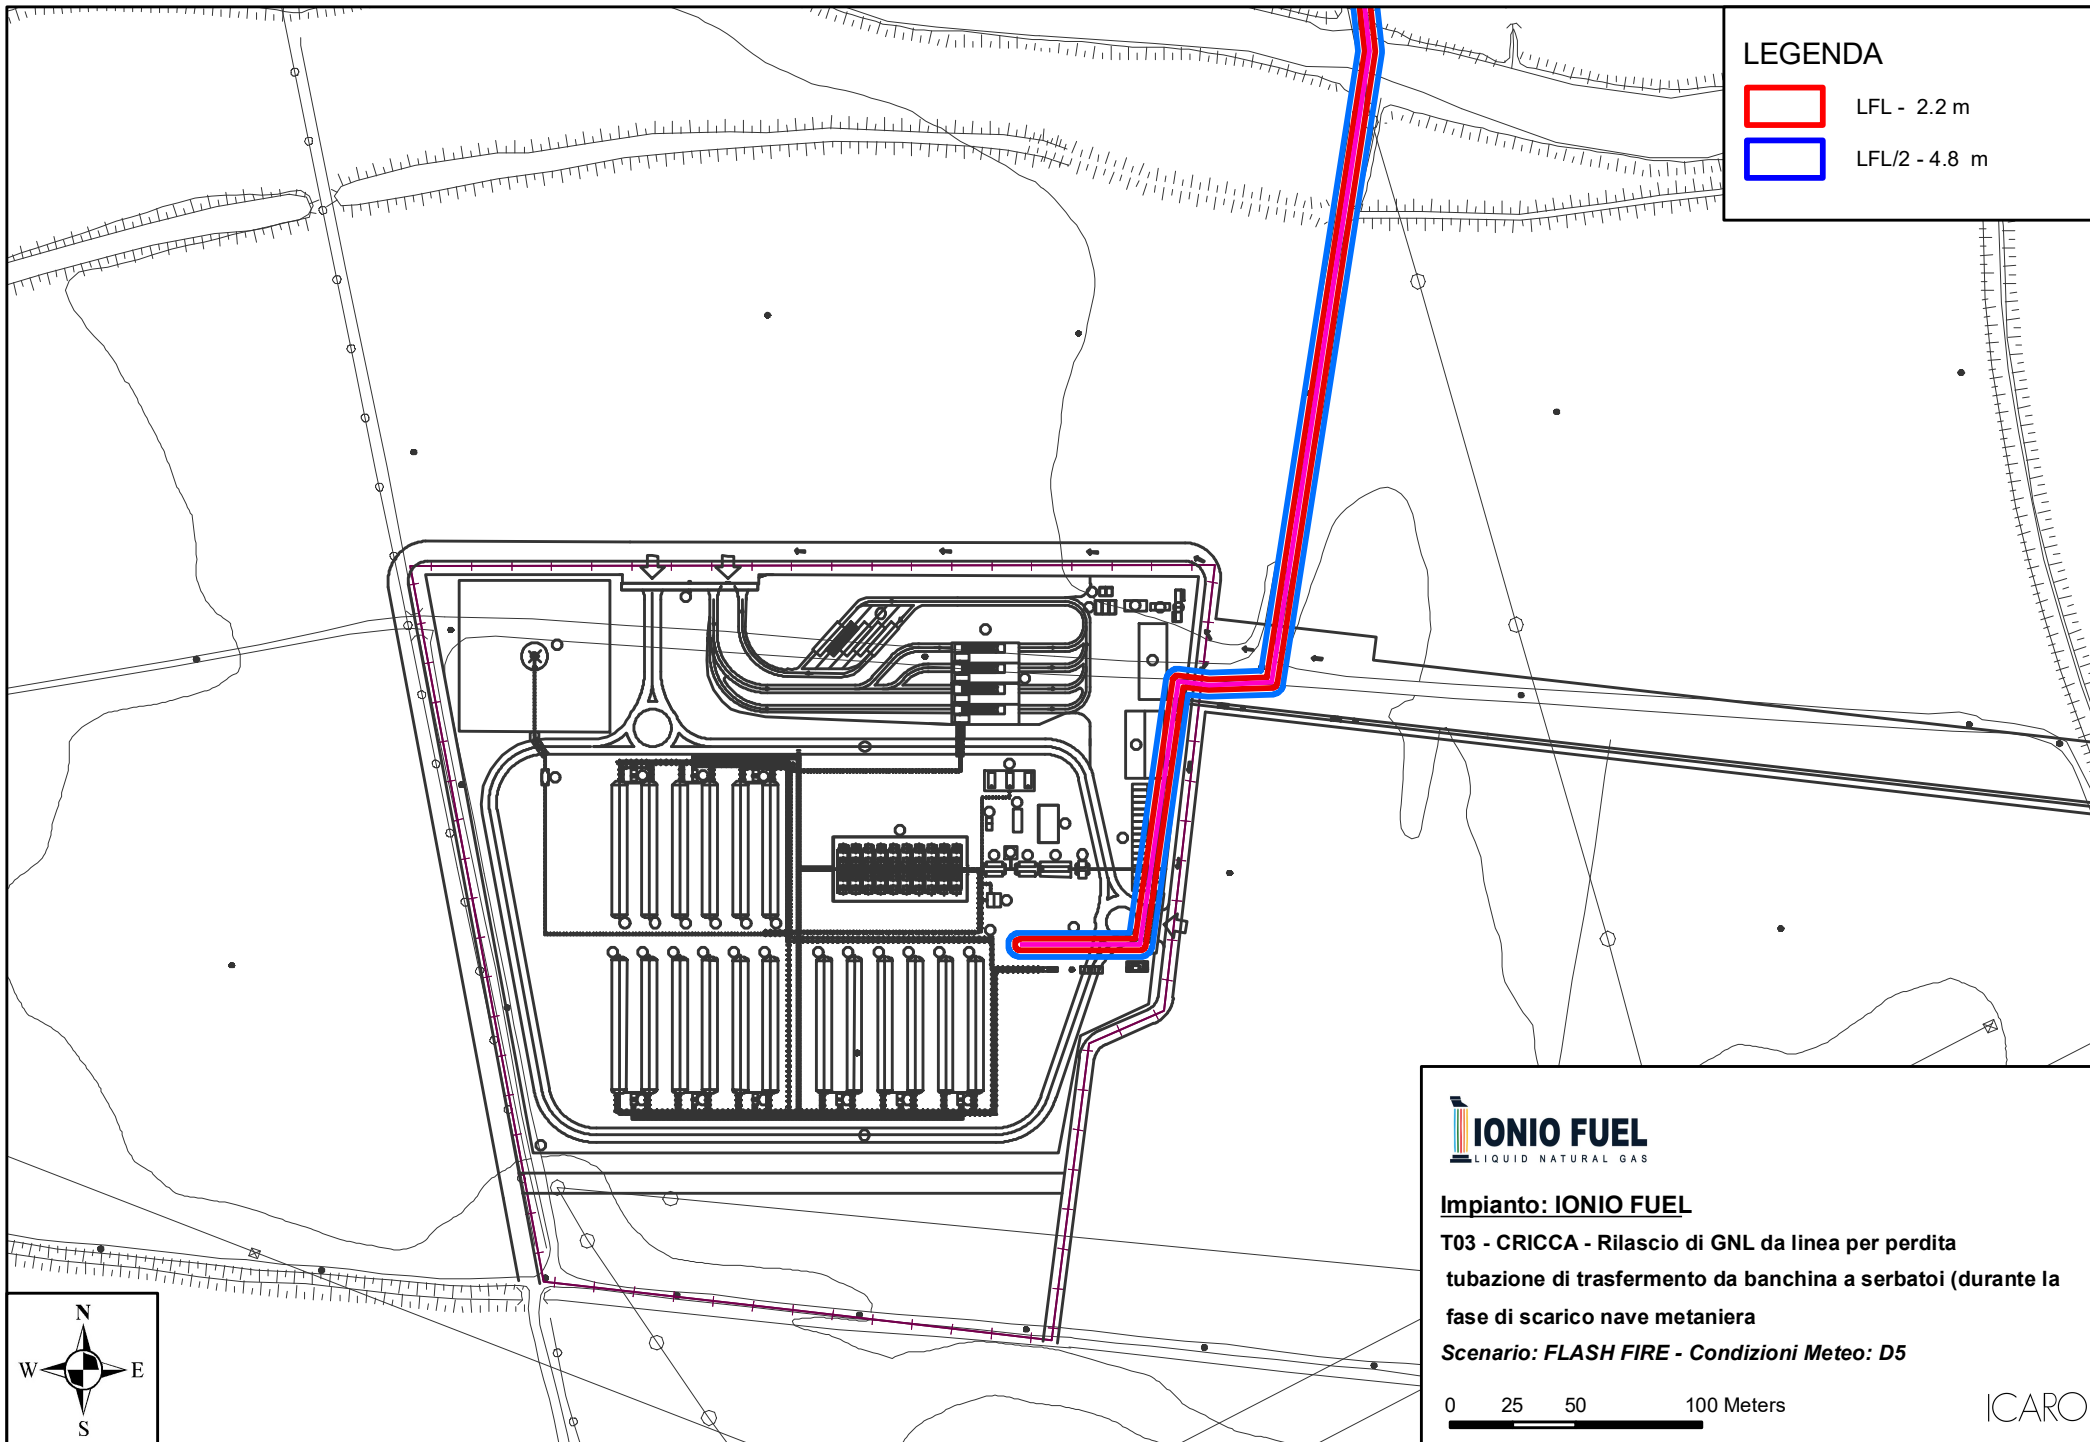 LEGENDA
LFL - 2.2 m
LFL/2 - 4.8 m
IONIO FUEL
LIQUID NATURAL GAS
Impianto: IONIO FUEL
T03 - CRICCA - Rilascio di GNL da linea per perdita
tubazione di trasfermento da banchina a serbatoi (durante la
fase di scarico nave metaniera
Scenario: FLASH FIRE - Condizioni Meteo: D5
0 25 50 100 Meters
ICARO
N
W E
S